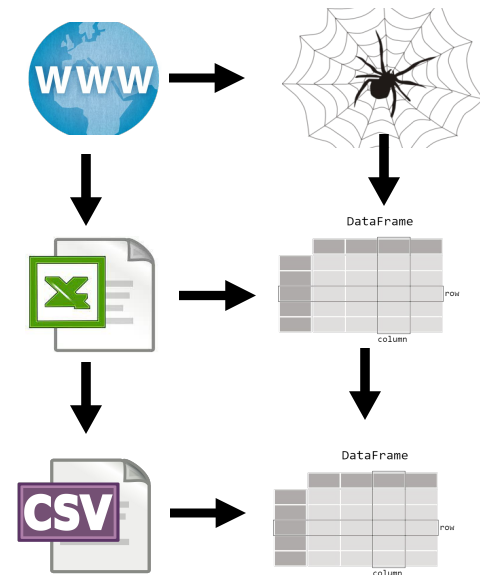 WWW
DataFrame
row
column
CSV
DataFrame
row
column